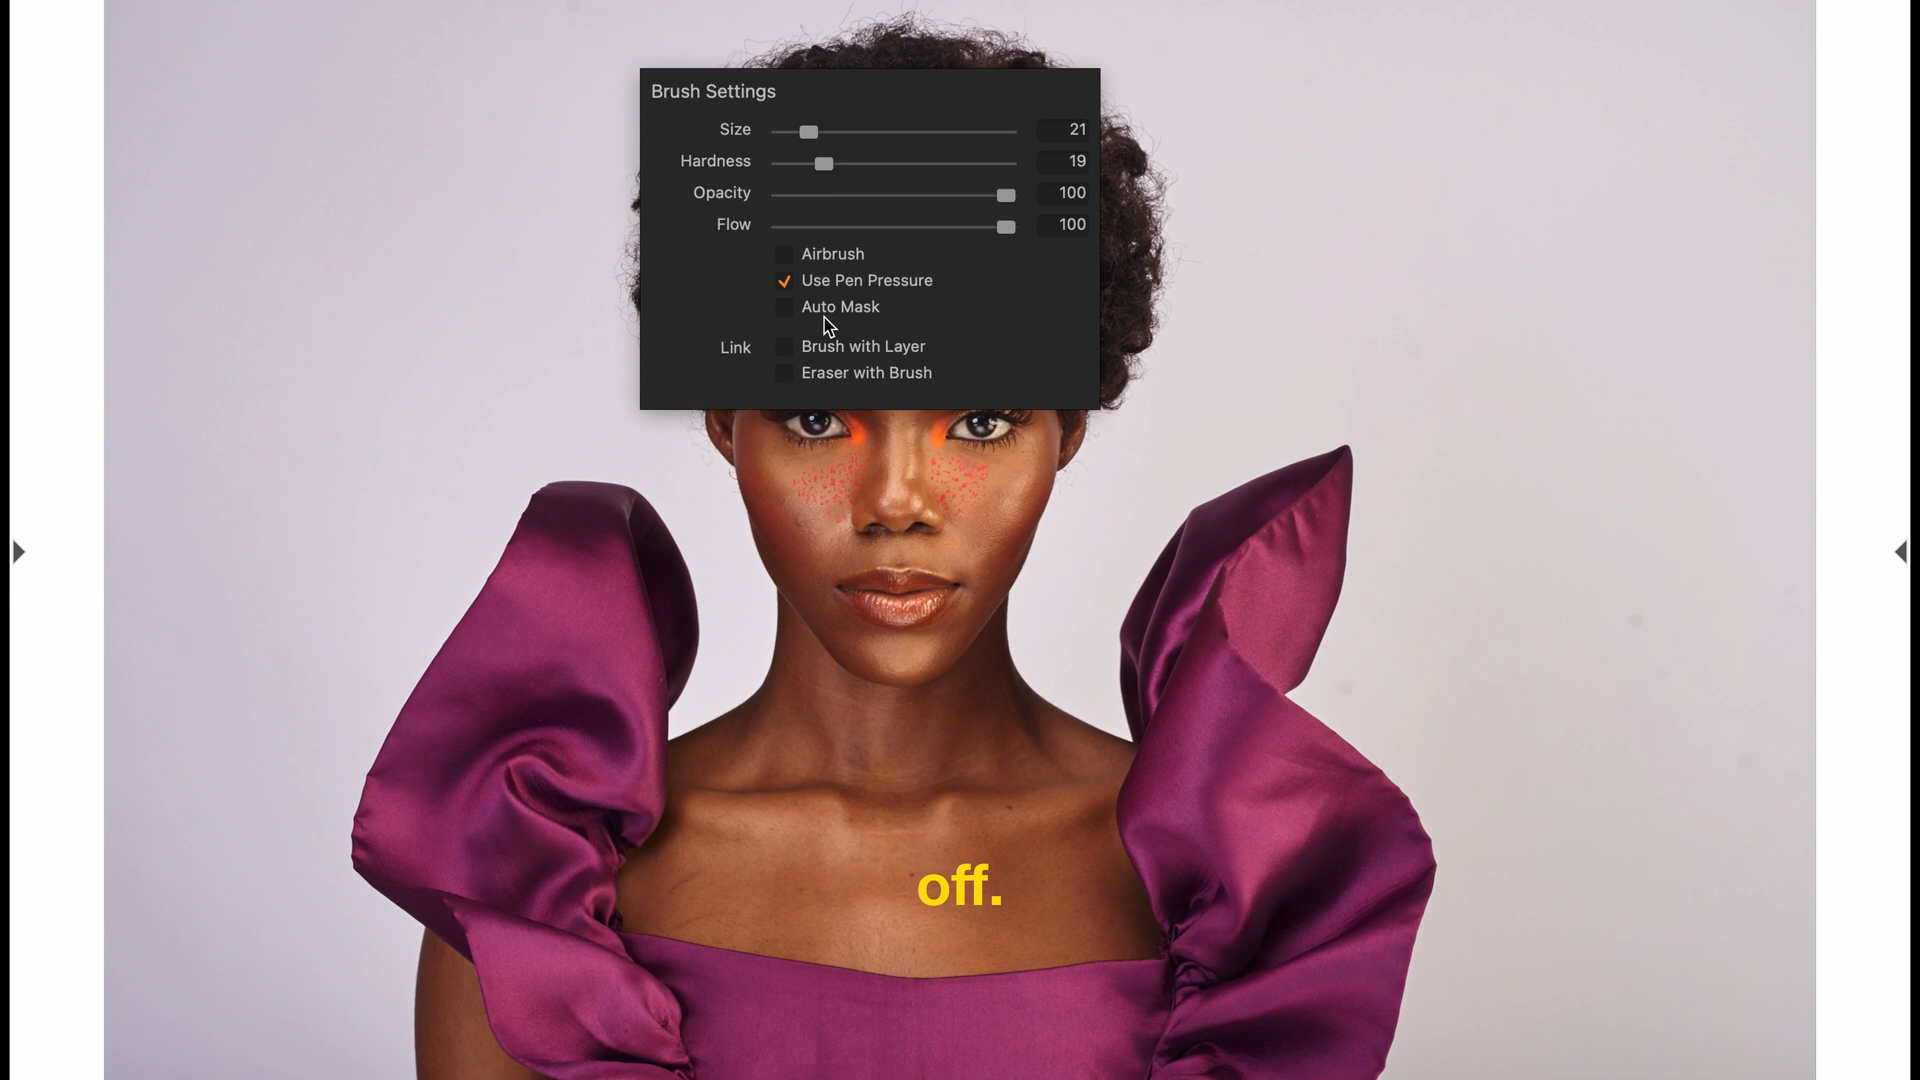 Brush Settings
Size 21
Hardness 19
Opacity 100
Flow 100
Airbrush
Use Pen Pressure
Auto Mask
Link Brush with Layer
Eraser with Brush
off.